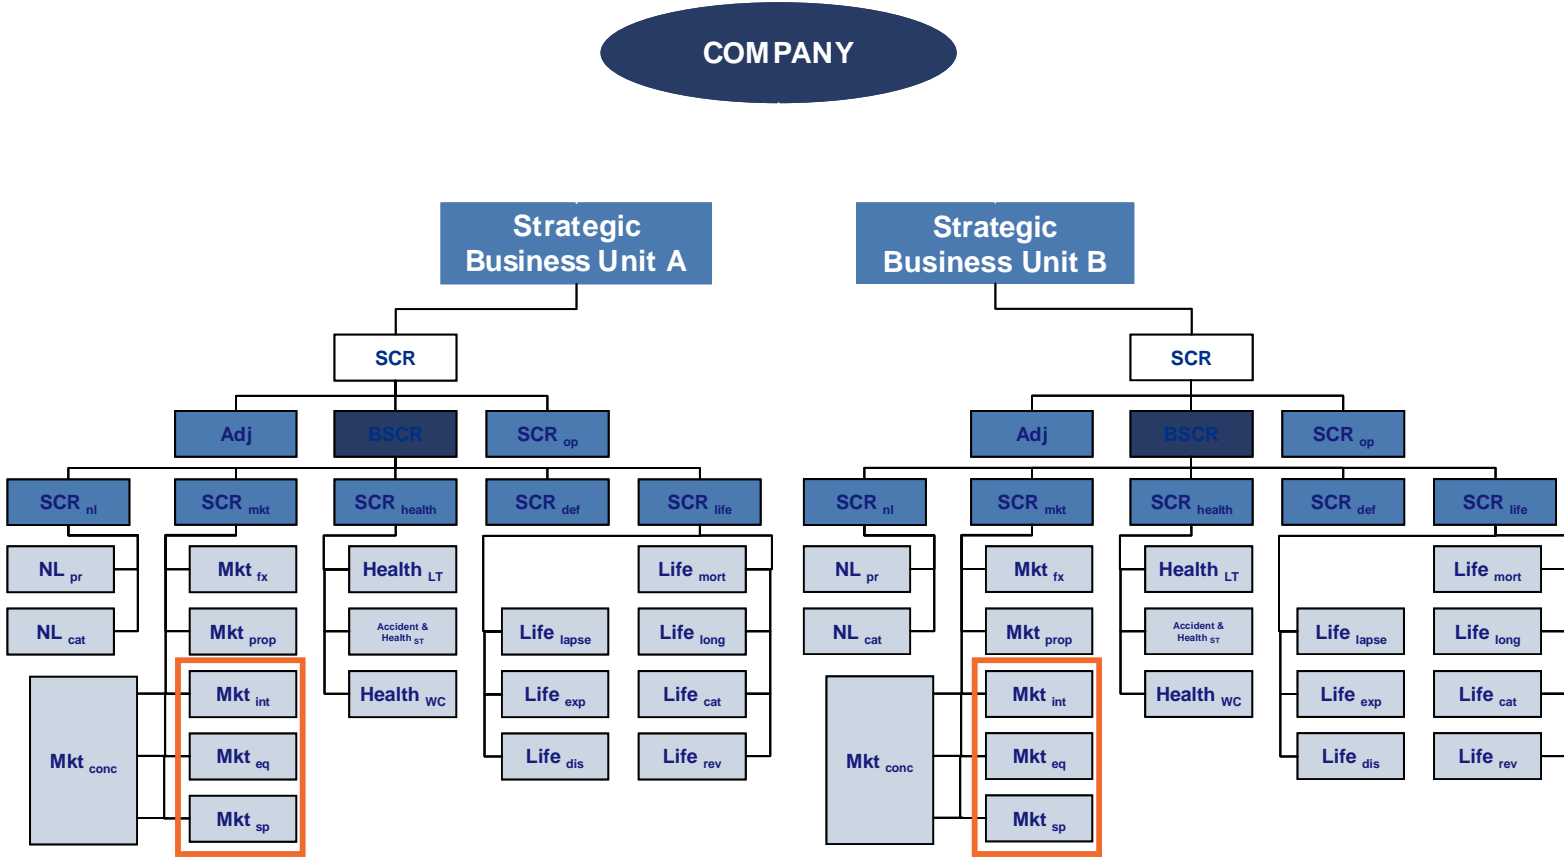 COMPANY
Strategic
Business Unit A
Strategic
Business Unit B
SCR
SCR
Adj
BSCR
SCR op
Adj
BSCR
SCR op
SCR nl
SCR mkt
SCR health
SCR def
SCR life
SCR nl
SCR mkt
SCR health
SCR def
SCR life
NL pr
Mkt fx
Health LT
Life mort
NL pr
Mkt fx
Health LT
Life mort
NL cat
Mkt prop
Accident &
Health ST
Life lapse
Life long
NL cat
Mkt prop
Accident &
Health ST
Life lapse
Life long
Mkt int
Health WC
Life exp
Life cat
Mkt int
Health WC
Life exp
Life cat
Mkt conc
Mkt eq
Life dis
Life rev
Mkt conc
Mkt eq
Life dis
Life rev
Mkt sp
Mkt sp